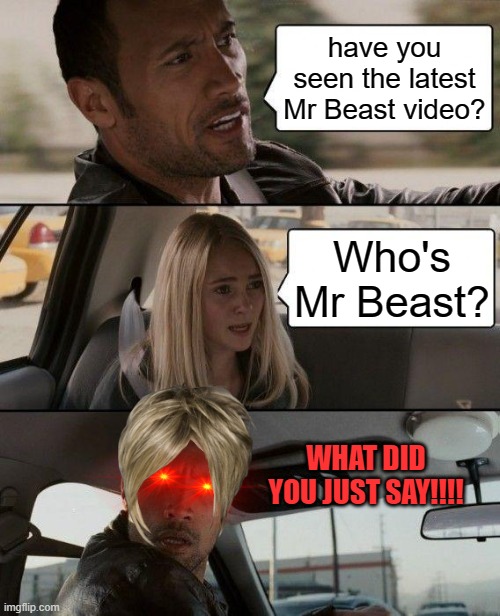 have you
seen the latest
Mr Beast video?
Who's
Mr Beast?
WHAT DID
YOU JUST SAY!!!!
imgflip.com